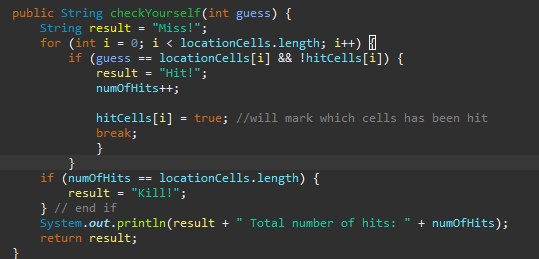 public String checkYourself(int guess) {
    String result = "Miss!";
    for (int i = 0; i < locationCells.length; i++) {
        if (guess == locationCells[i] && !hitCells[i]) {
            result = "Hit!";
            numOfHits++;

            hitCells[i] = true; //will mark which cells has been hit
            break;
            }
        }
    if (numOfHits == locationCells.length) {
        result = "Kill!";
    } // end if
    System.out.println(result + " Total number of hits: " + numOfHits);
    return result;
}